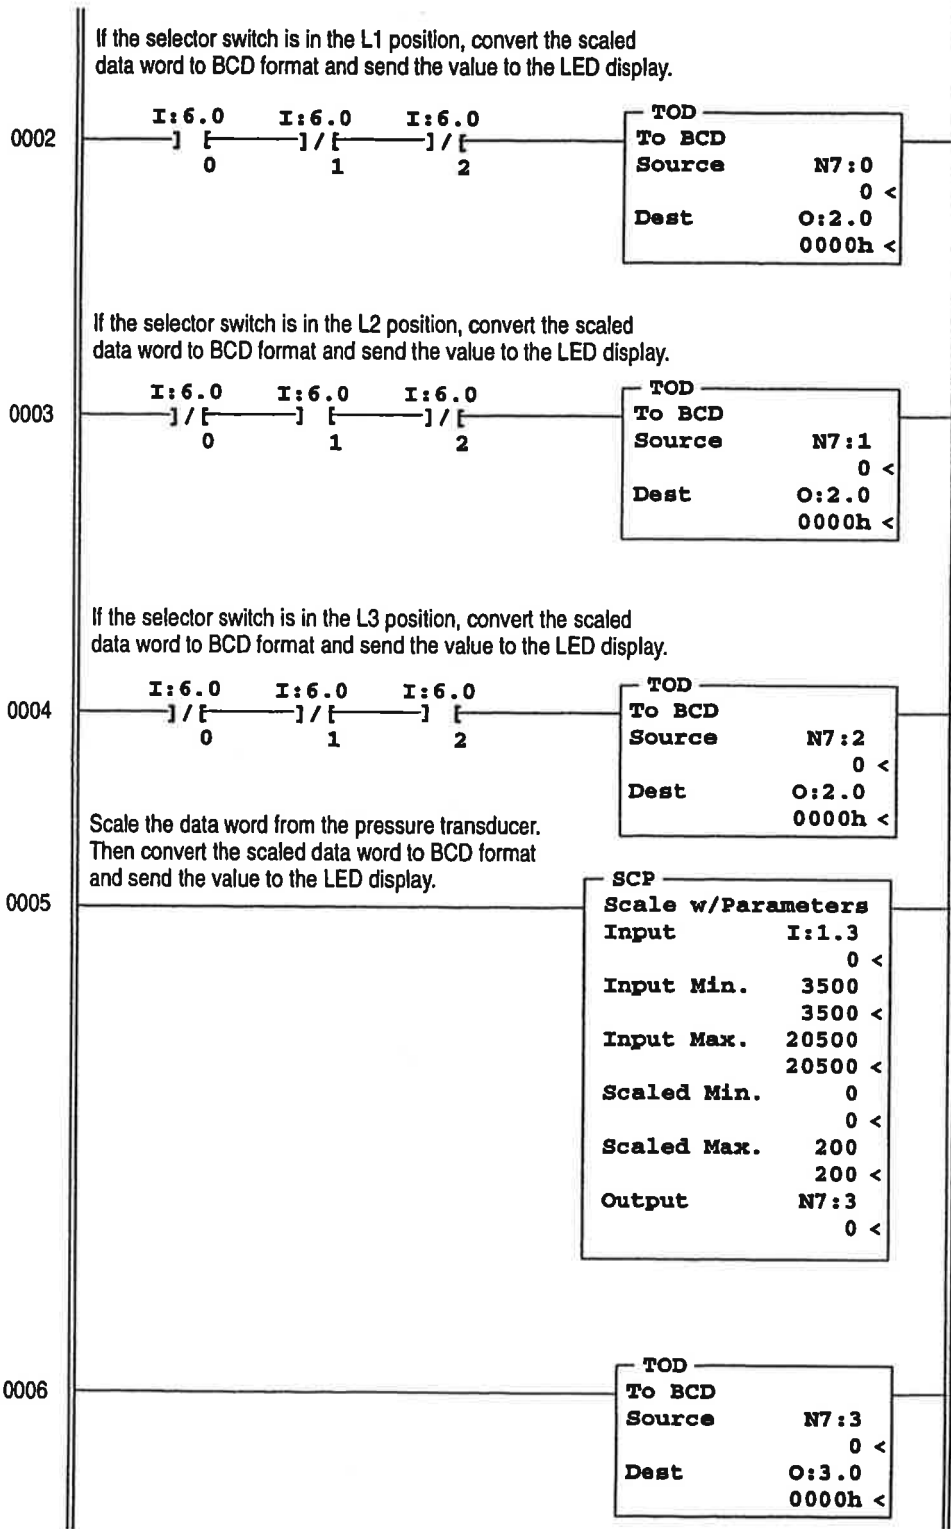 If the selector switch is in the L1 position, convert the scaled
data word to BCD format and send the value to the LED display.
0002
I:6.0 I:6.0 I:6.0
] [ ]/[ ]/[
0 1 2
TOD
To BCD
Source N7:0
0 <
Dest O:2.0
0000h <
If the selector switch is in the L2 position, convert the scaled
data word to BCD format and send the value to the LED display.
0003
I:6.0 I:6.0 I:6.0
]/[ ] [ ]/[
0 1 2
TOD
To BCD
Source N7:1
0 <
Dest O:2.0
0000h <
If the selector switch is in the L3 position, convert the scaled
data word to BCD format and send the value to the LED display.
0004
I:6.0 I:6.0 I:6.0
]/[ ]/[ ] [
0 1 2
TOD
To BCD
Source N7:2
0 <
Dest O:2.0
0000h <
Scale the data word from the pressure transducer.
Then convert the scaled data word to BCD format
and send the value to the LED display.
0005
SCP
Scale w/Parameters
Input I:1.3
0 <
Input Min. 3500
3500 <
Input Max. 20500
20500 <
Scaled Min. 0
0 <
Scaled Max. 200
200 <
Output N7:3
0 <
0006
TOD
To BCD
Source N7:3
0 <
Dest O:3.0
0000h <